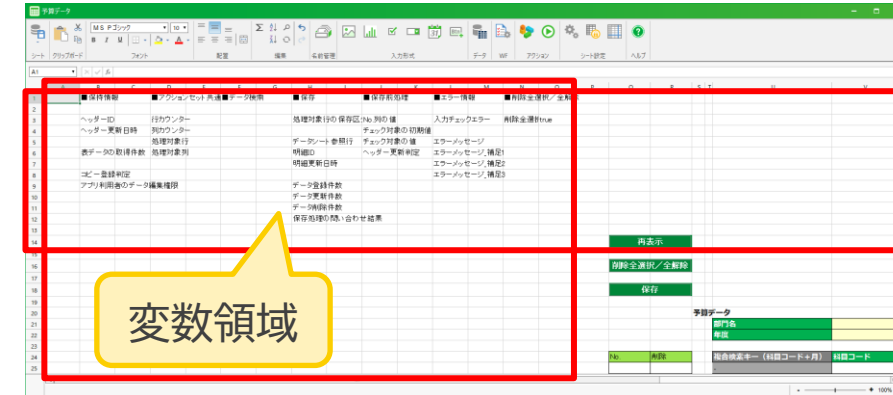 予算データ
MS Pゴシック 10
シート クリップボード フォント 配置 編集 名前管理 入力形式 データ WF アクション シート設定 ヘルプ
A1
■保持情報 ■アクションセット共通 ■データ検索 ■保存 ■保存前処理 ■エラー情報 ■削除全選択／全解除
ヘッダーID 行カウンター 処理対象行の保存区 No.列の値 入力チェックエラー 削除全選択 true
ヘッダー更新日時 列カウンター チェック対象の初期値
処理対象行 データシート参照行 チェック対象の値 エラーメッセージ
表データの取得件数 処理対象列 明細ID ヘッダー更新判定 エラーメッセージ_補足1
明細更新日時 エラーメッセージ_補足2
コピー登録判定 エラーメッセージ_補足3
アプリ利用者のデータ編集権限 データ登録件数
データ更新件数
データ削除件数
保存処理の問い合わせ結果
再表示
削除全選択／全解除
保存
変数領域
予算データ
部門名
年度
No. 削除 複合検索キー（科目コード+月） 科目コード
100%